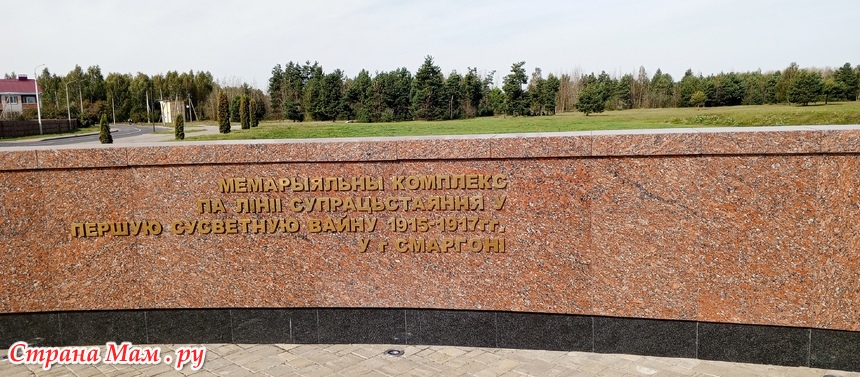 МЕМАРЫЯЛЬНЫ КОМПЛЕКС
ПА ЛІНІІ СУПРАЦЬСТАЯННЯ У
ПЕРШУЮ СУСВЕТНУЮ ВАЙНУ 1915-1917гг.
У г СМАРГОНІ
Страна Мам.ру